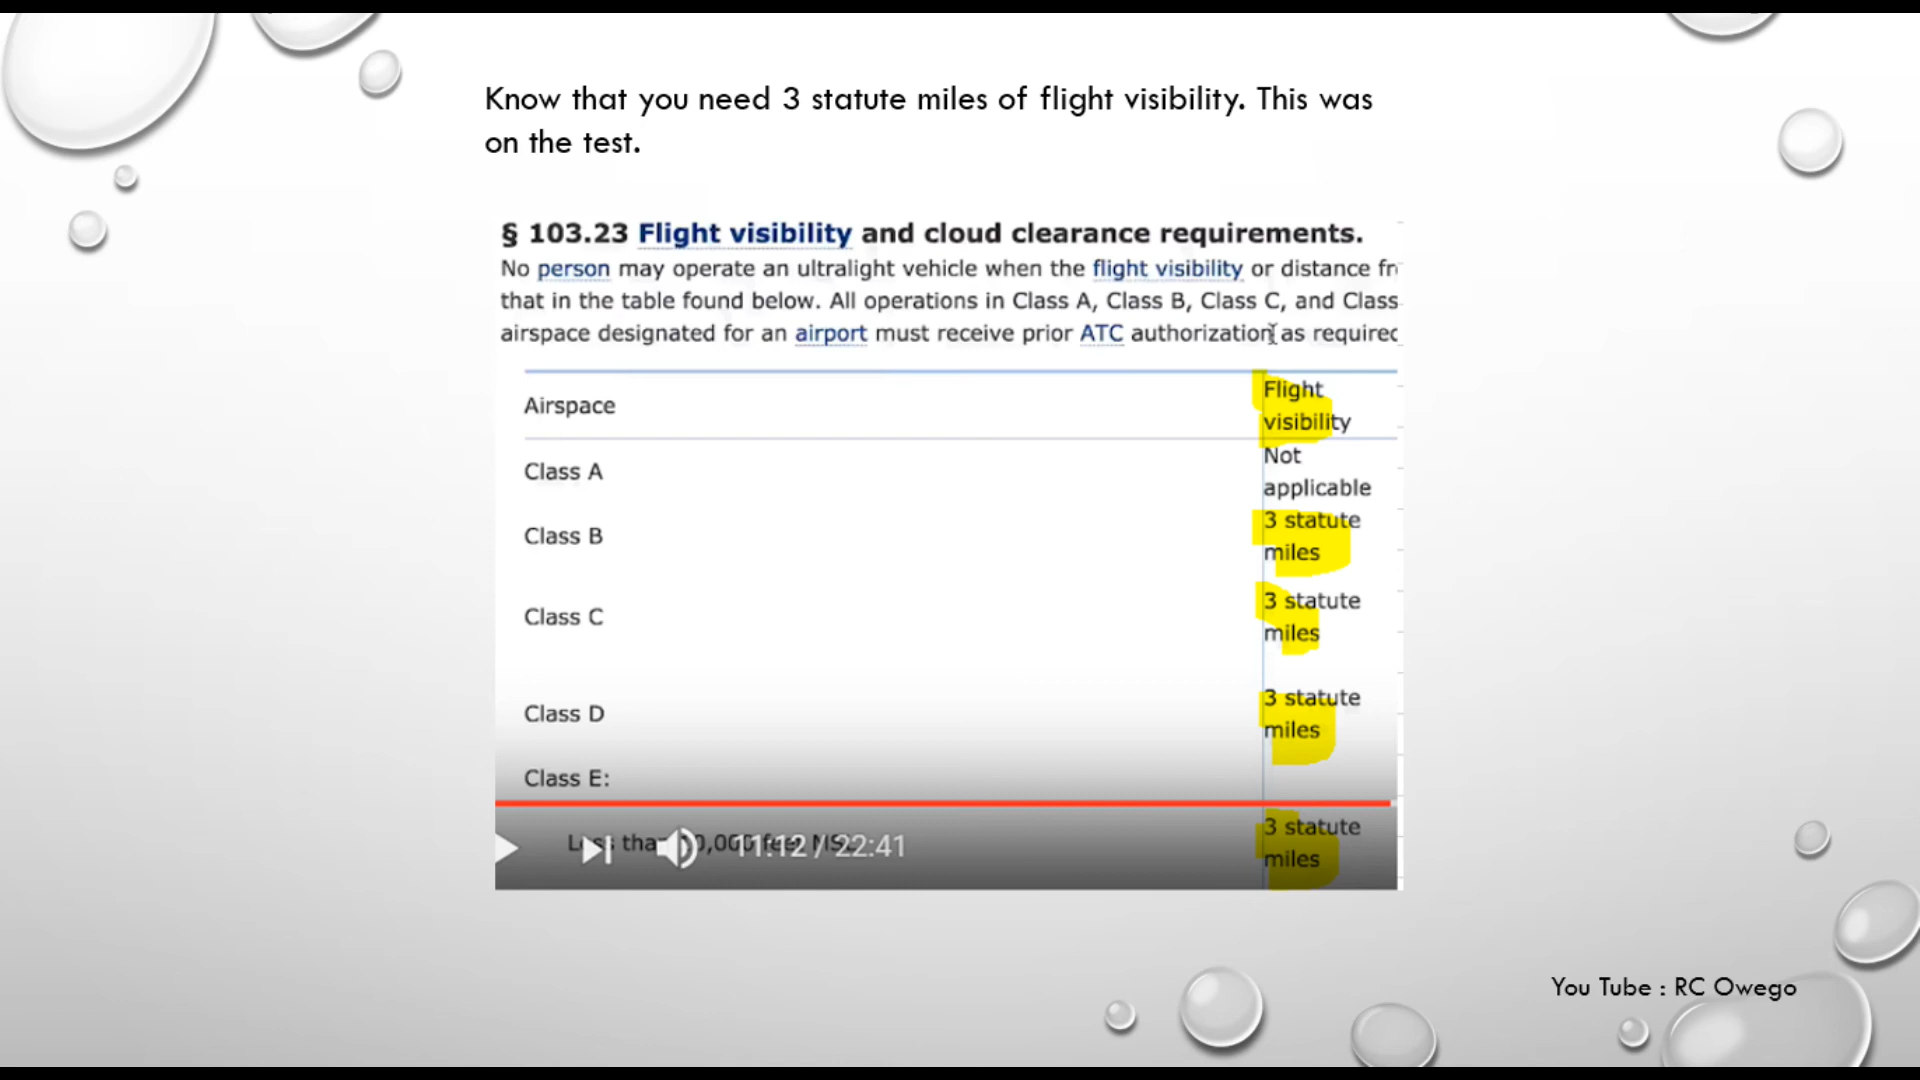 Know that you need 3 statute miles of flight visibility. This was
on the test.
§ 103.23 Flight visibility and cloud clearance requirements.
No person may operate an ultralight vehicle when the flight visibility or distance
that in the table found below. All operations in Class A, Class B, Class C, and Class
airspace designated for an airport must receive prior ATC authorization as
Airspace
Flight
visibility
Class A
Not
applicable
Class B
3 statute
miles
Class C
3 statute
miles
Class D
3 statute
miles
Class E:
3 statute
miles
11:12 / 22:41
You Tube : RC Owego